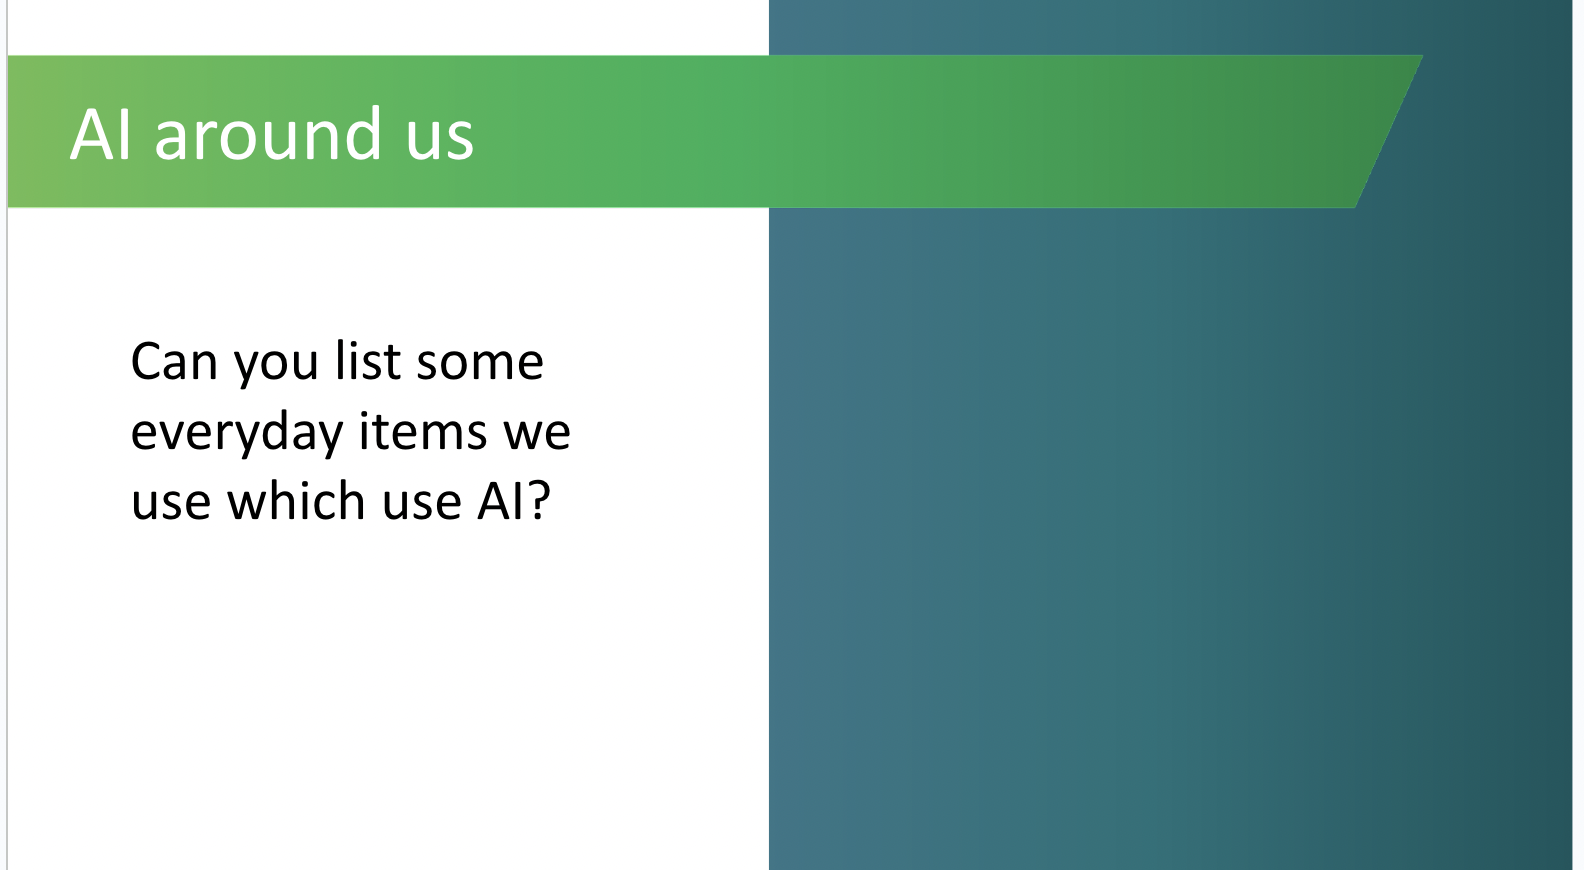 AI around us
Can you list some
everyday items we
use which use AI?